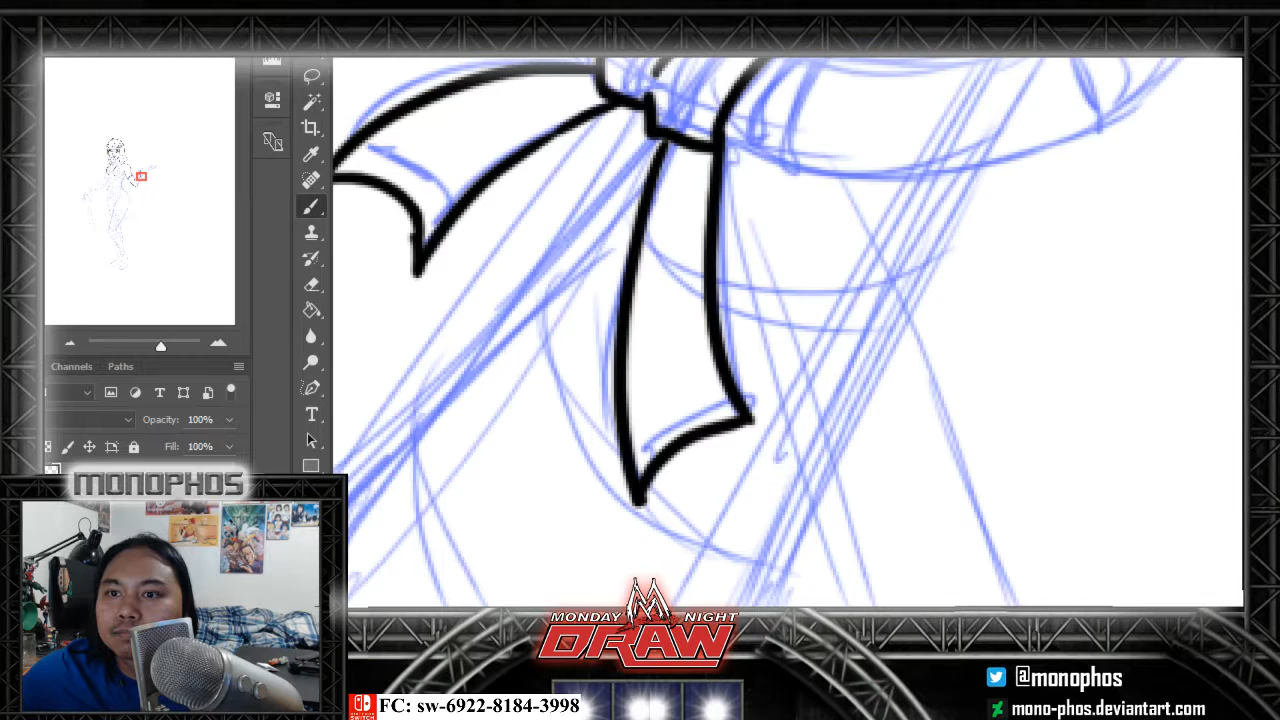 Channels
Paths
Opacity: 100%
Fill: 100%
MONOPHOS
MONDAY NIGHT
DRAW
FC: sw-6922-8184-3998
@monophos
mono-phos.deviantart.com